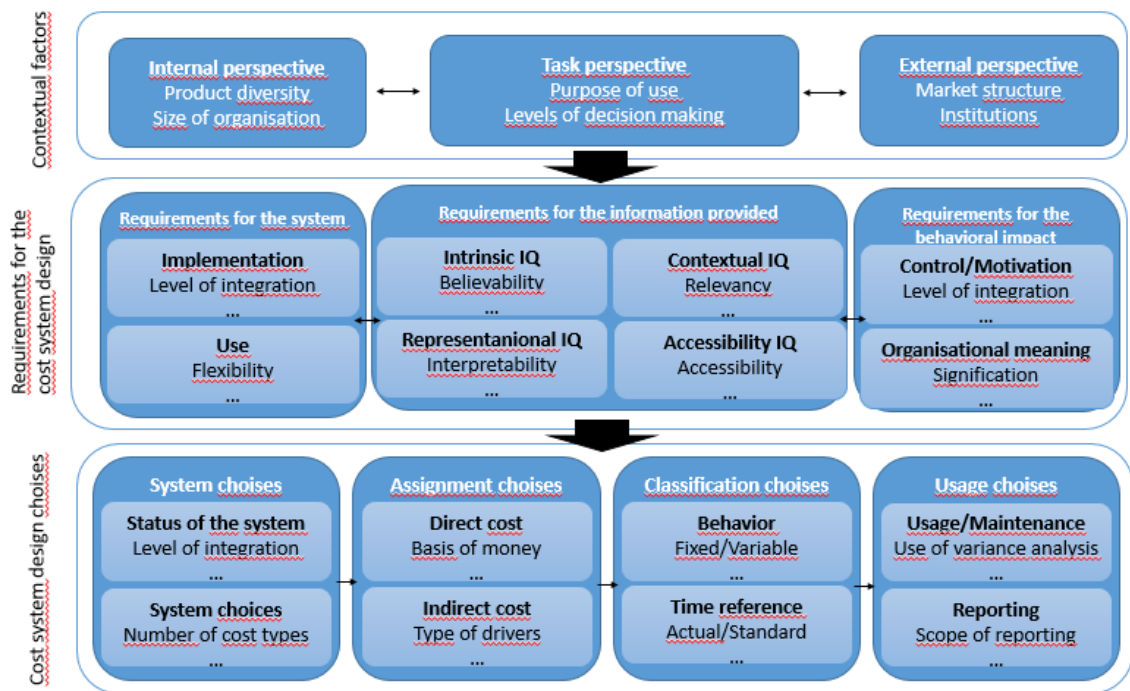 Contextual factors
Internal perspective
Product diversity
Size of organisation
Task perspective
Purpose of use
Levels of decision making
External perspective
Market structure
Institutions
Requirements for the
cost system design
Requirements for the system
Implementation
Level of integration
...
Use
Flexibility
...
Requirements for the information provided
Intrinsic IQ
Believability
...
Contextual IQ
Relevancy
...
Representanional IQ
Interpretability
...
Accessibility IQ
Accessibility
...
Requirements for the
behavioral impact
Control/Motivation
Level of integration
...
Organisational meaning
Signification
...
Cost system design choises
System choises
Status of the system
Level of integration
...
System choices
Number of cost types
...
Assignment choises
Direct cost
Basis of money
...
Indirect cost
Type of drivers
...
Classification choises
Behavior
Fixed/Variable
...
Time reference
Actual/Standard
...
Usage choises
Usage/Maintenance
Use of variance analysis
...
Reporting
Scope of reporting
...